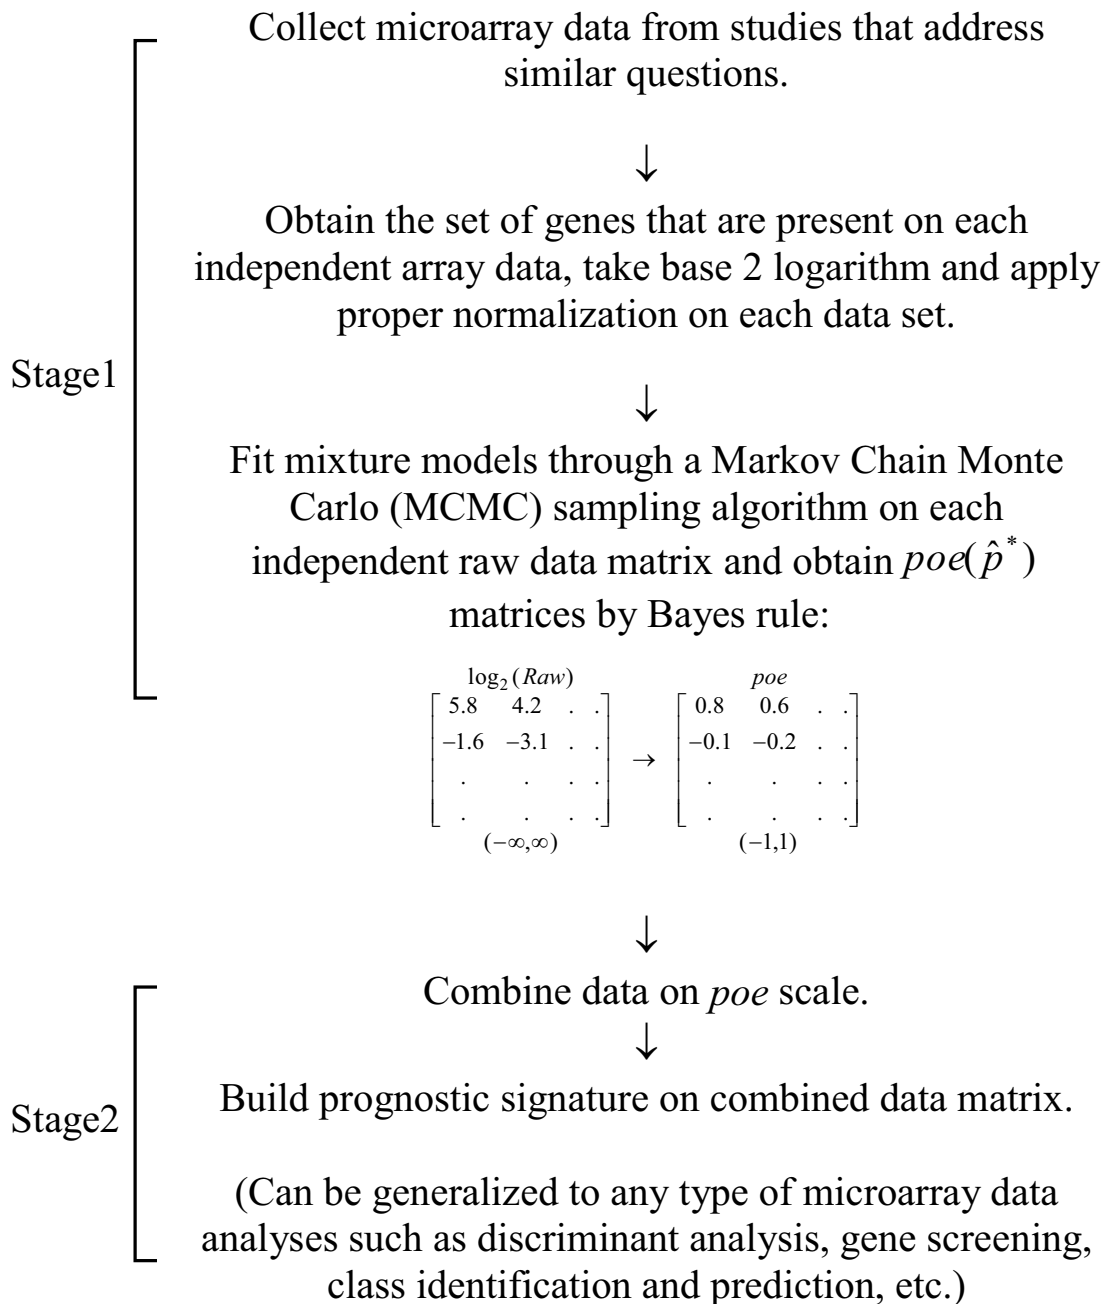 Collect microarray data from studies that address
similar questions.
↓
Obtain the set of genes that are present on each
independent array data, take base 2 logarithm and apply
proper normalization on each data set.
Stage1
↓
Fit mixture models through a Markov Chain Monte
Carlo (MCMC) sampling algorithm on each
independent raw data matrix and obtain poe(p̂*)
matrices by Bayes rule:
log₂(Raw) poe
[5.8 4.2 . .] [0.8 0.6 . .]
[−1.6 −3.1 . .] → [−0.1 −0.2 . .]
[. . . .] [. . . .]
[. . . .] [. . . .]
(−∞,∞) (−1,1)
↓
Combine data on poe scale.
↓
Stage2
Build prognostic signature on combined data matrix.
(Can be generalized to any type of microarray data
analyses such as discriminant analysis, gene screening,
class identification and prediction, etc.)